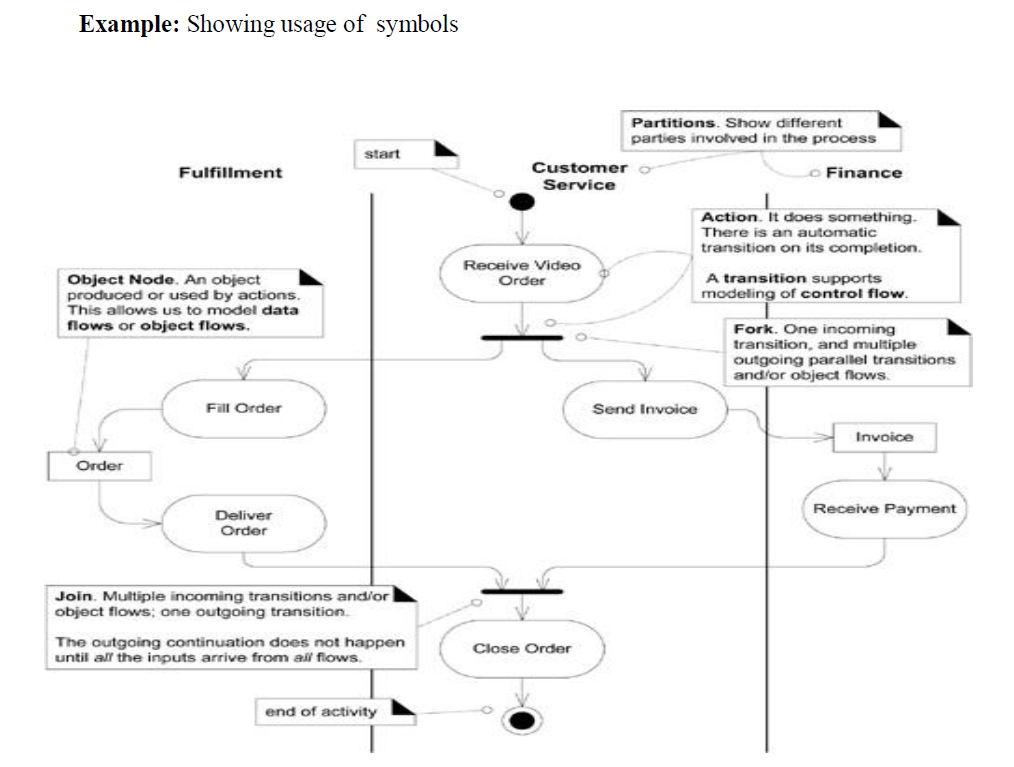 Example: Showing usage of symbols
Partitions. Show different
parties involved in the process
start
Fulfillment
Customer
Service
Finance
Action. It does something.
There is an automatic
transition on its completion.
A transition supports
modeling of control flow.
Receive Video
Order
Object Node. An object
produced or used by actions.
This allows us to model data
flows or object flows.
Fork. One incoming
transition, and multiple
outgoing parallel transitions
and/or object flows.
Fill Order
Send Invoice
Invoice
Order
Receive Payment
Deliver
Order
Join. Multiple incoming transitions and/or
object flows; one outgoing transition.
The outgoing continuation does not happen
until all the inputs arrive from all flows.
Close Order
end of activity